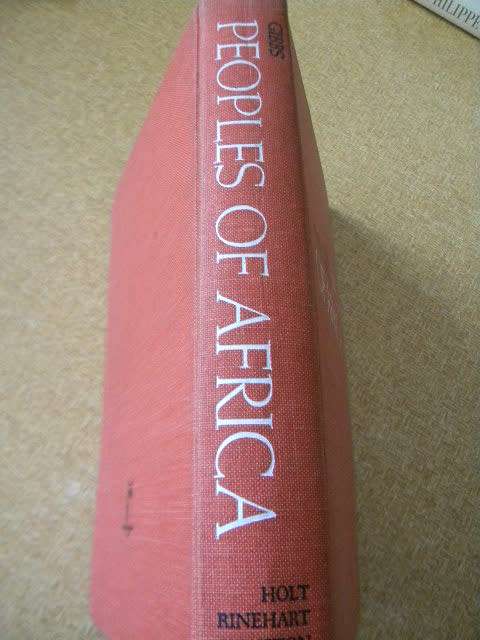 GIBBS
PEOPLES OF AFRICA
HOLT
RINEHART